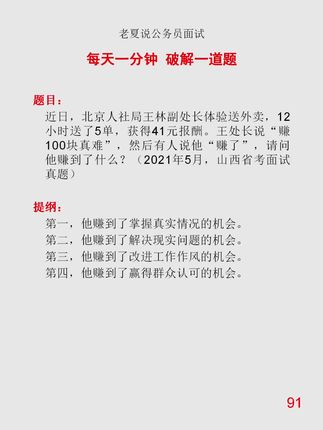 老夏说公务员面试
每天一分钟 破解一道题
题目：
近日，北京人社局王林副处长体验送外卖，12
小时送了5单，获得41元报酬。王处长说“赚
100块真难”，然后有人说他“赚了”，请问
他赚到了什么？（2021年5月，山西省考面试
真题）
提纲：
第一，他赚到了掌握真实情况的机会。
第二，他赚到了解决现实问题的机会。
第三，他赚到了改进工作作风的机会。
第四，他赚到了赢得群众认可的机会。
91